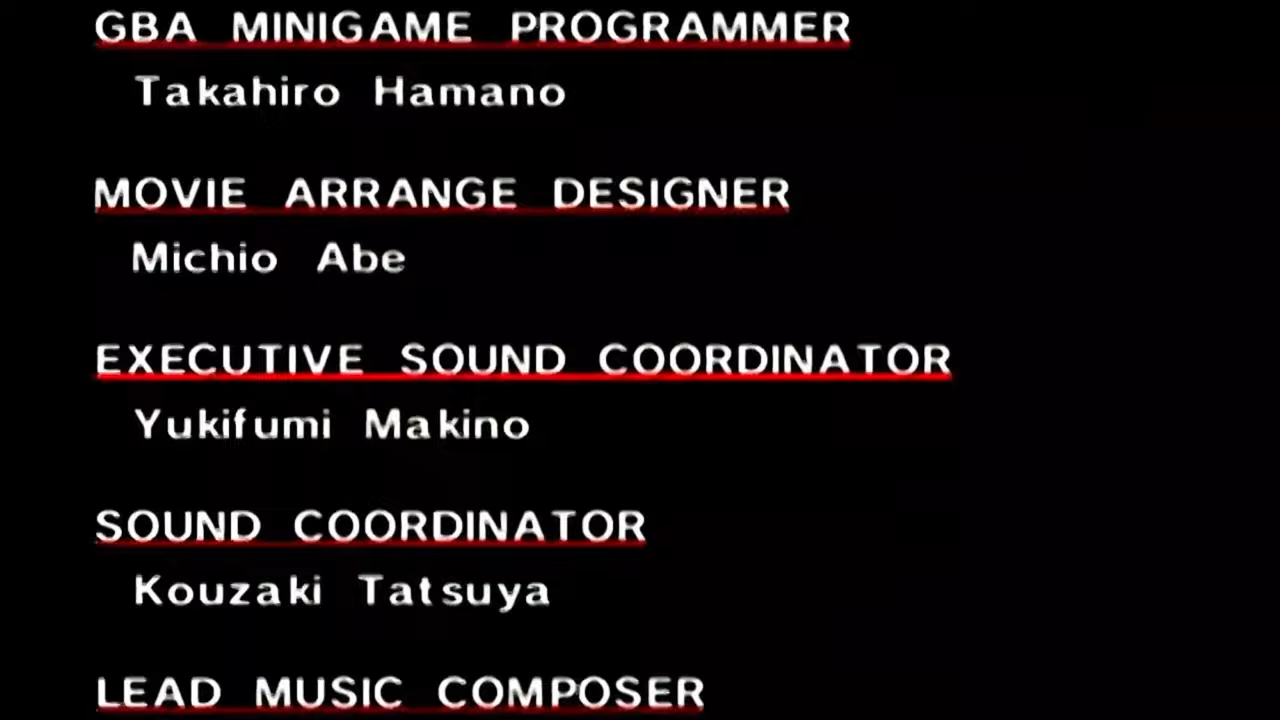 GBA MINIGAME PROGRAMMER
Takahiro Hamano
MOVIE ARRANGE DESIGNER
Michio Abe
EXECUTIVE SOUND COORDINATOR
Yukifumi Makino
SOUND COORDINATOR
Kouzaki Tatsuya
LEAD MUSIC COMPOSER